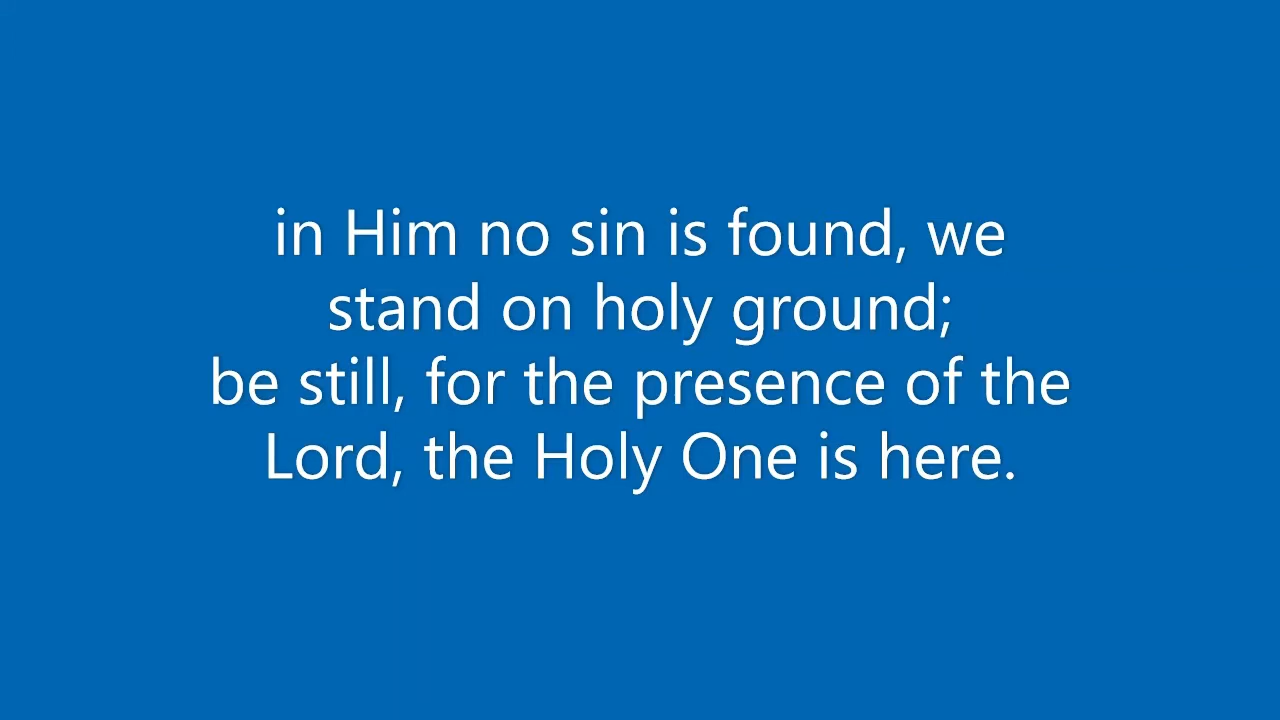 in Him no sin is found, we
stand on holy ground;
be still, for the presence of the
Lord, the Holy One is here.